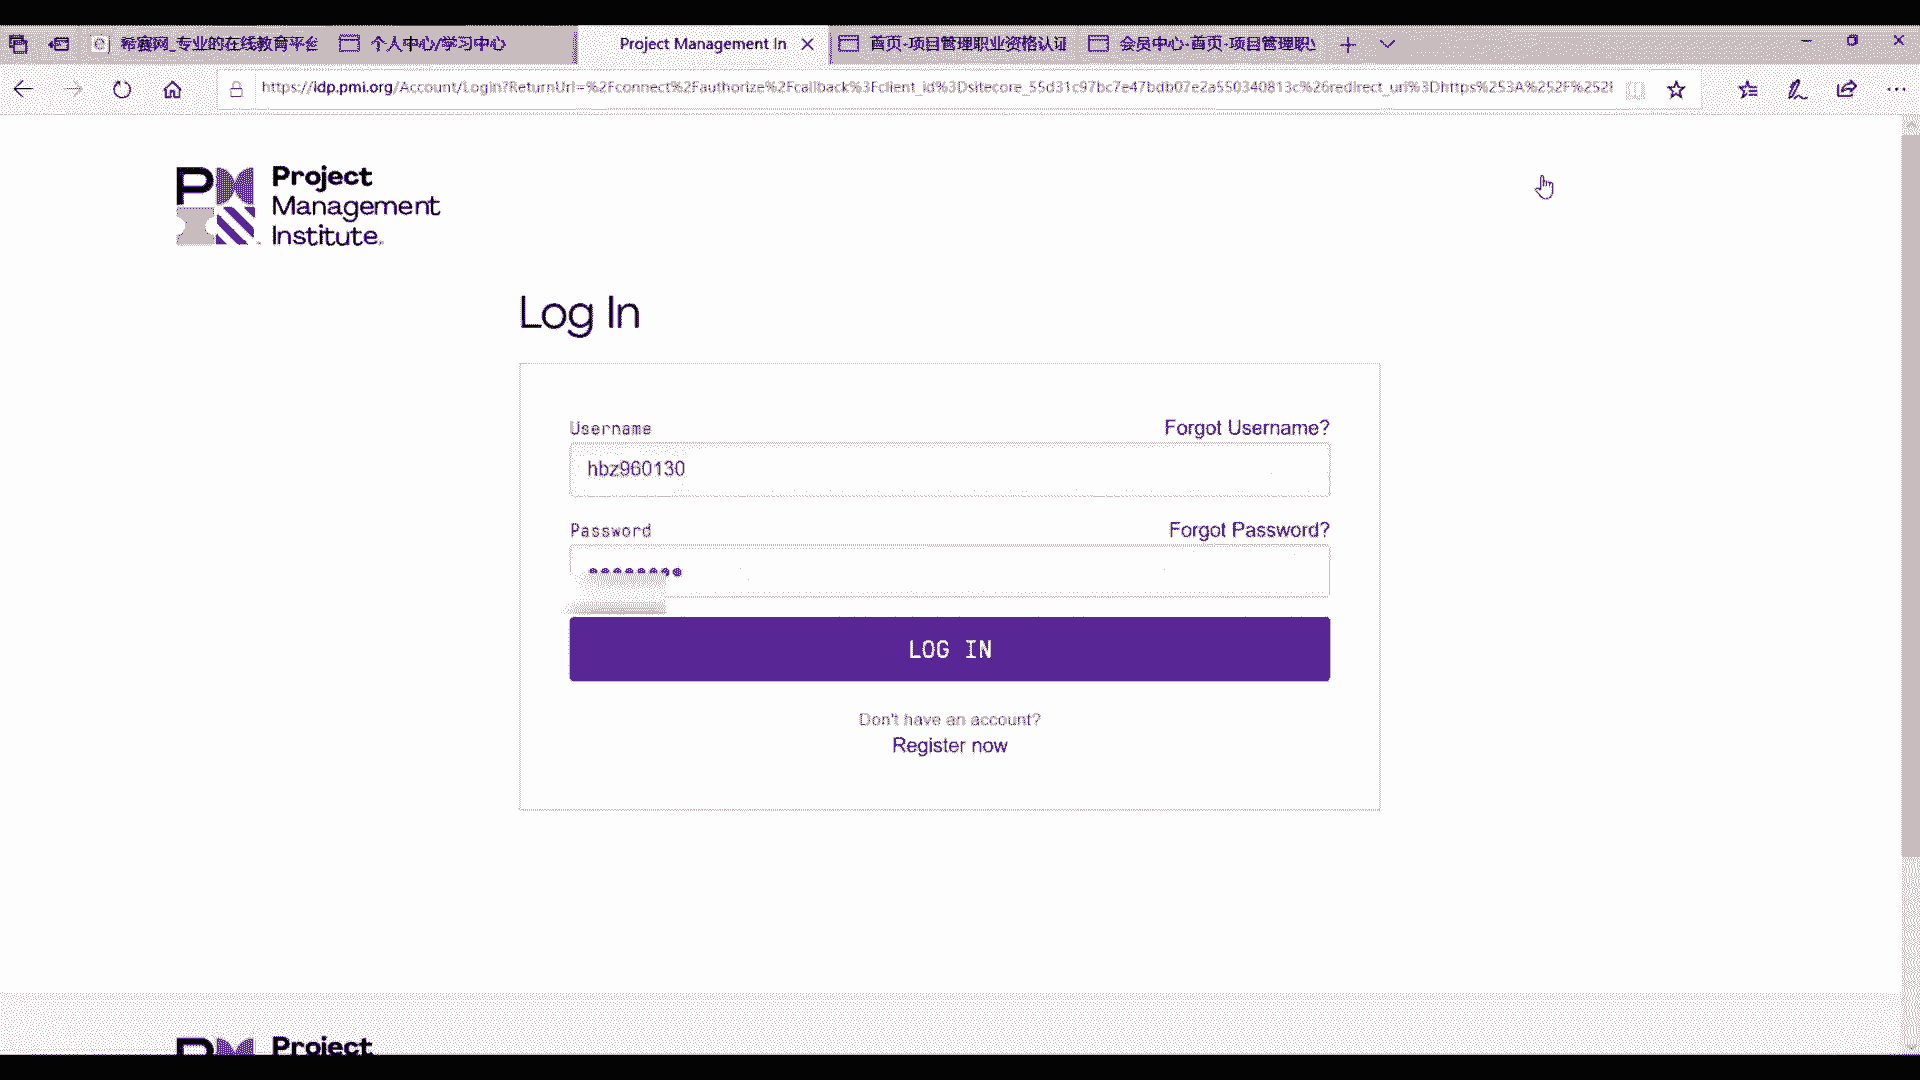 希赛网_专业的在线教育平台
个人中心/学习中心
Project Management In
首页-项目管理职业资格认证
会员中心-首页-项目管理职业
https://idp.pmi.org/Account/Login?ReturnUrl=%2Fconnect%2Fauthorize%2Fcallback%3Fclient_id%3Dsitecore_55d31c97bc7e47bdb07e2a550340813c%26redirect_uri%3Dhttps%253A%252F%252F
Project
Management
Institute.
Log In
Username
Forgot Username?
hbz960130
Password
Forgot Password?
LOG IN
Don't have an account?
Register now
Project